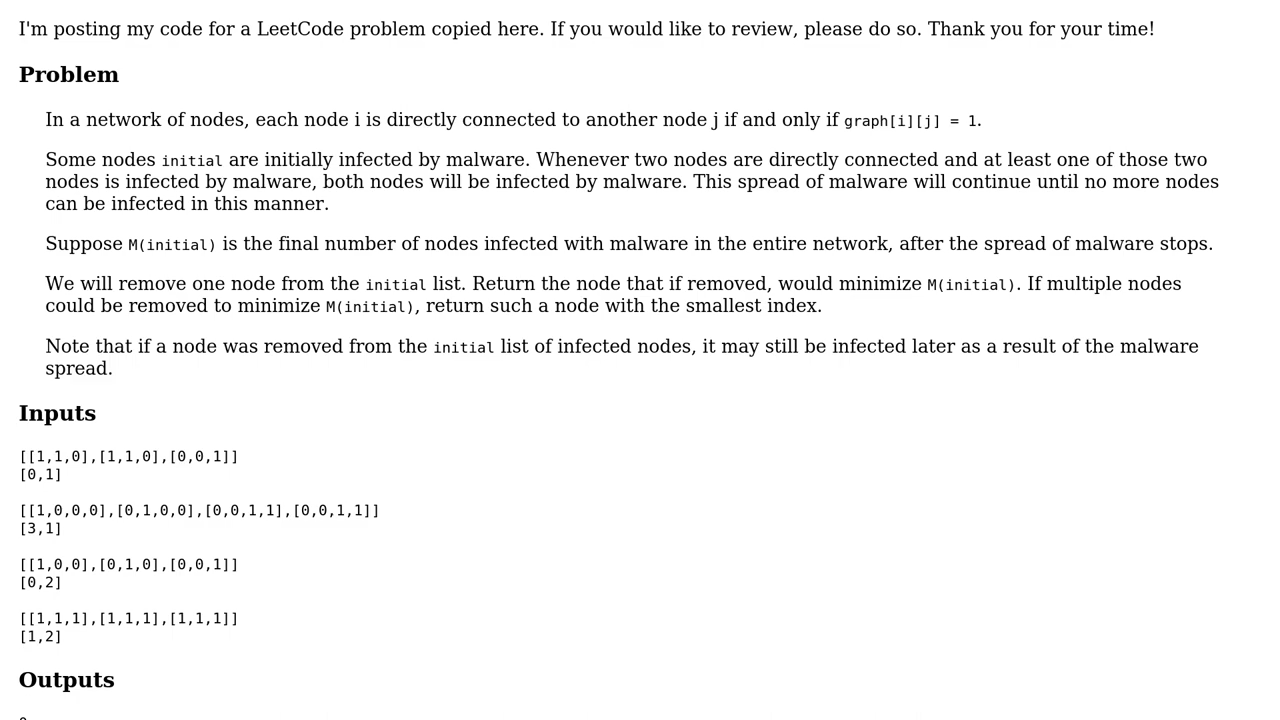 I'm posting my code for a LeetCode problem copied here. If you would like to review, please do so. Thank you for your time!
Problem
In a network of nodes, each node i is directly connected to another node j if and only if graph[i][j] = 1.
Some nodes initial are initially infected by malware. Whenever two nodes are directly connected and at least one of those two
nodes is infected by malware, both nodes will be infected by malware. This spread of malware will continue until no more nodes
can be infected in this manner.
Suppose M(initial) is the final number of nodes infected with malware in the entire network, after the spread of malware stops.
We will remove one node from the initial list. Return the node that if removed, would minimize M(initial). If multiple nodes
could be removed to minimize M(initial), return such a node with the smallest index.
Note that if a node was removed from the initial list of infected nodes, it may still be infected later as a result of the malware
spread.
Inputs
[[1,1,0],[1,1,0],[0,0,1]]
[0,1]
[[1,0,0,0],[0,1,0,0],[0,0,1,1],[0,0,1,1]]
[3,1]
[[1,0,0],[0,1,0],[0,0,1]]
[0,2]
[[1,1,1],[1,1,1],[1,1,1]]
[1,2]
Outputs